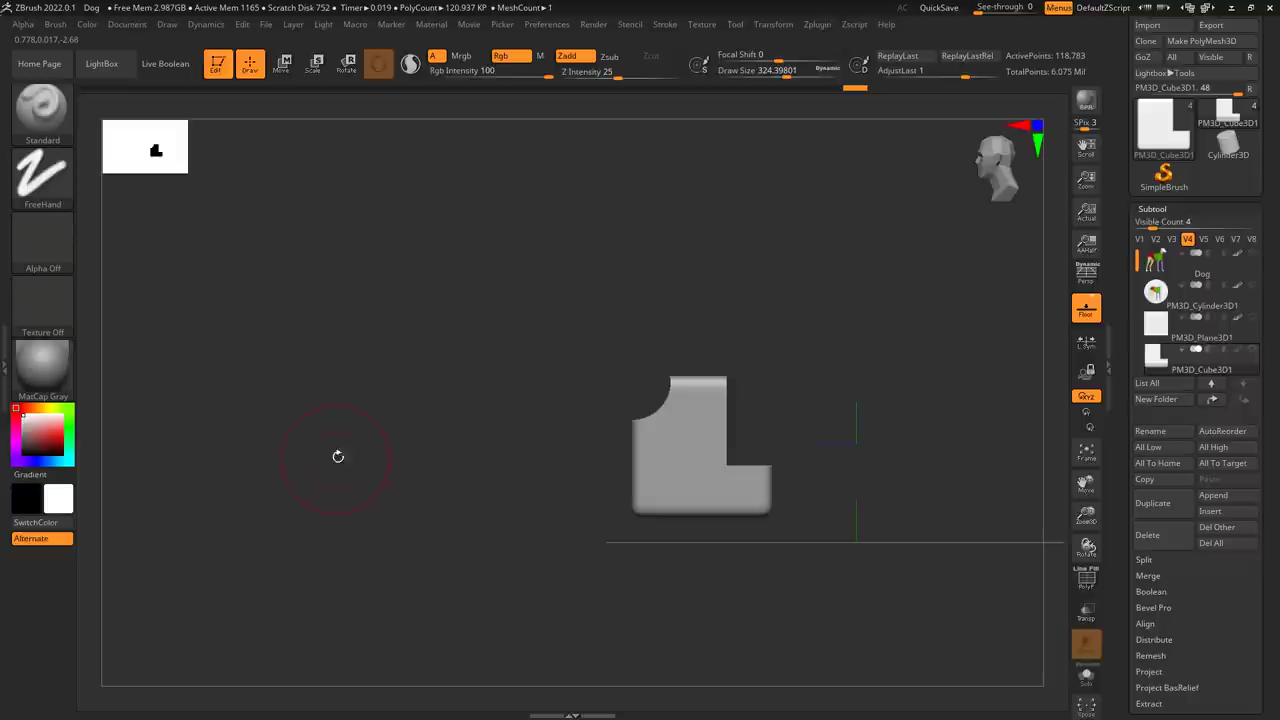 ZBrush 2022.0.1 Dog • Free Mem 2.987GB • Active Mem 1165 • Scratch Disk 752 • Timer▶0.019 • PolyCount▶120.937 KP • MeshCount▶1 AC QuickSave See-through 0 Menus DefaultZScript
Alpha Brush Color Document Draw Dynamics Edit File Layer Light Macro Marker Material Movie Picker Preferences Render Stencil Stroke Texture Tool Transform Zplugin Zscript Help
0.778,0.017,-2.68
Home Page LightBox Live Boolean Edit Draw Move Scale Rotate A Mrgb Rgb M Zadd Zsub Zcut Focal Shift 0 ReplayLast ReplayLastRel ActivePoints: 118,783
Rgb Intensity 100 Z Intensity 25 Draw Size 324.39801 Dynamic AdjustLast 1 TotalPoints: 6.075 Mil
S D
Standard
FreeHand
Alpha Off
Texture Off
MatCap Gray
Gradient
SwitchColor
Alternate
BPR
SPix 3
Scroll
Zoom
Actual
AAHalf
Dynamic
Persp
Floor
L.Sym
XYZ
Frame
Move
Zoom3D
Rotate
Line Fill
PolyF
Transp
Solo
Xpose
Import Export
Clone Make PolyMesh3D
GoZ All Visible R
Lightbox▶Tools
PM3D_Cube3D1. 48 R
4 4
PM3D_Cube3D1
PM3D_Cube3D1 Cylinder3D
SimpleBrush
Subtool
Visible Count 4
V1 V2 V3 V4 V5 V6 V7 V8
Dog
PM3D_Cylinder3D1
PM3D_Plane3D1
PM3D_Cube3D1
List All
New Folder
Rename AutoReorder
All Low All High
All To Home All To Target
Copy Paste
Duplicate Append
Insert
Delete Del Other
Del All
Split
Merge
Boolean
Bevel Pro
Align
Distribute
Remesh
Project
Project BasRelief
Extract